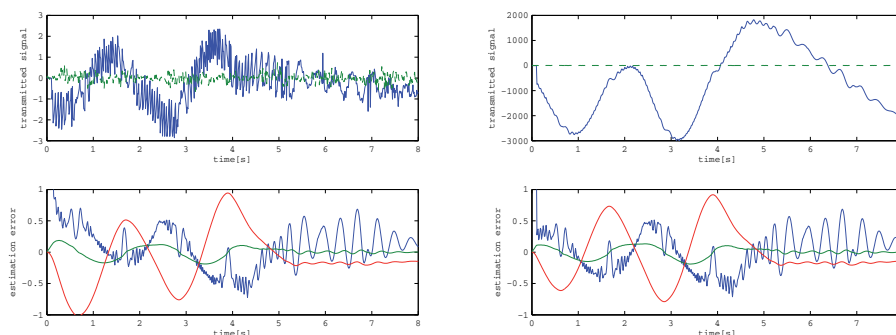 3
2
1
0
−1
−2
−3
transmitted signal
0 1 2 3 4 5 6 7 8
time[s]
2000
1000
0
−1000
−2000
−3000
transmitted signal
0 1 2 3 4 5 6 7
time[s]
1
0.5
0
−0.5
−1
estimation error
0 1 2 3 4 5 6 7 8
time[s]
1
0.5
0
−0.5
−1
estimation error
0 1 2 3 4 5 6 7
time[s]